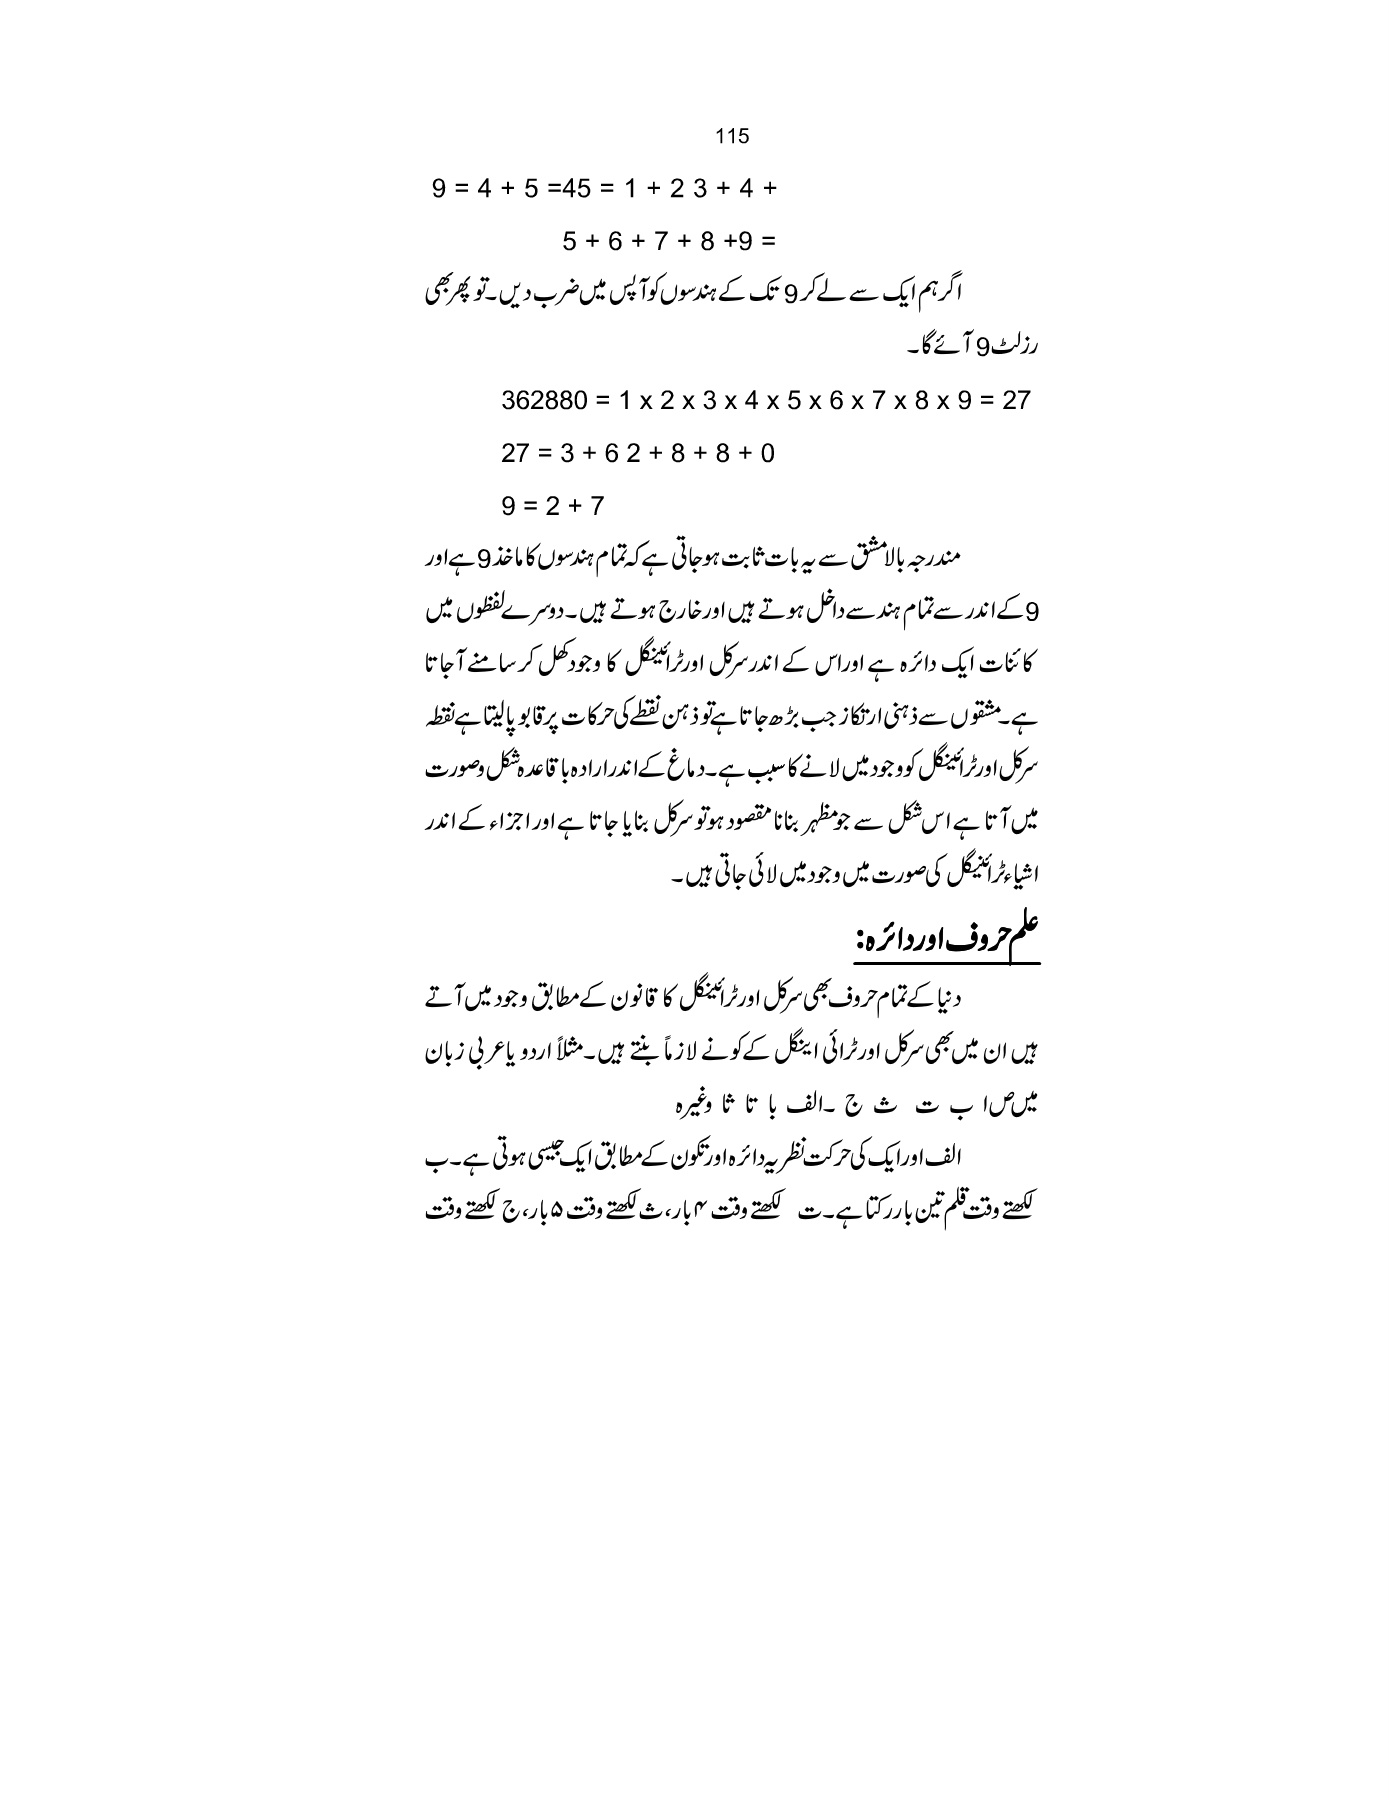 115
9 = 4 + 5 =45 = 1 + 2 3 + 4 +
5 + 6 + 7 + 8 +9 =
اگر ہم ایک سے لے کر 9 تک کے ہندسوں کو آپس میں ضرب دیں۔ تو پھر بھی
رزلٹ 9 آئے گا۔
362880 = 1 x 2 x 3 x 4 x 5 x 6 x 7 x 8 x 9 = 27
27 = 3 + 6 2 + 8 + 8 + 0
9 = 2 + 7
مندرجہ بالا مشق سے یہ بات ثابت ہو جاتی ہے کہ تمام ہندسوں کا ماخذ 9 ہے اور
9 کے اندر سے تمام ہندسے داخل ہوتے ہیں اور خارج ہوتے ہیں۔ دوسرے لفظوں میں
کائنات ایک دائرہ ہے اور اس کے اندر سرکل اور ٹرائینگل کا وجود کھل کر سامنے آ جاتا
ہے۔ مشقوں سے ذہنی ارتکاز جب بڑھ جاتا ہے تو ذہن نقطے کی حرکات پر قابو پا لیتا ہے نقطہ
سرکل اور ٹرائینگل کو وجود میں لانے کا سبب ہے۔ دماغ کے اندر ارادہ باقاعدہ شکل و صورت
میں آتا ہے اس شکل سے جو مظہر بنانا مقصود ہو تو سرکل بنایا جاتا ہے اور اجزاء کے اندر
اشیاء ٹرائینگل کی صورت میں وجود میں لائی جاتی ہیں۔
علم حروف اور دائرہ:
دنیا کے تمام حروف بھی سرکل اور ٹرائینگل کا قانون کے مطابق وجود میں آتے
ہیں ان میں بھی سرکل اور ٹرائی اینگل کے کونے لازماً بنتے ہیں۔ مثلاً اردو یا عربی زبان
میں ص ا ب ت ث ج ۔ الف با تا ثا وغیرہ
الف اور ایک کی حرکت نظریہ دائرہ اور تکون کے مطابق ایک جیسی ہوتی ہے۔ ب
لکھتے وقت قلم تین بار رکتا ہے۔ ت لکھتے وقت ۴ بار، ث لکھتے وقت ۵ بار، ج لکھتے وقت